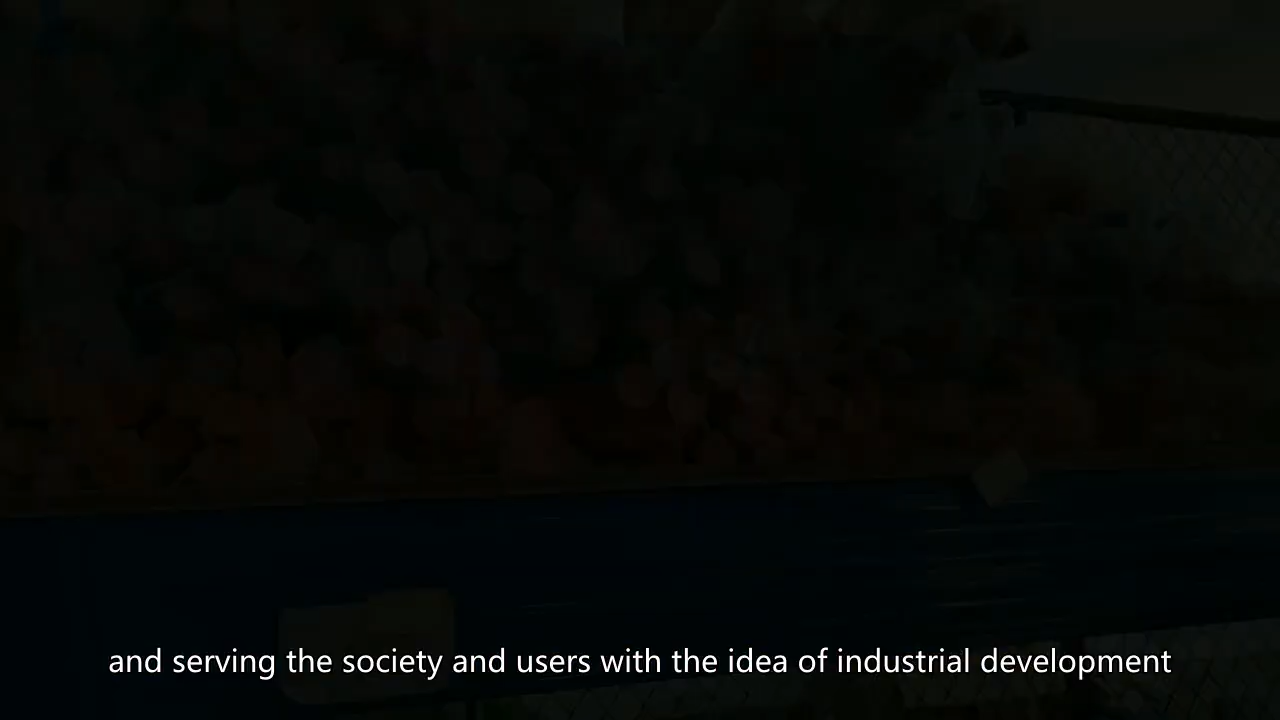 and serving the society and users with the idea of industrial development